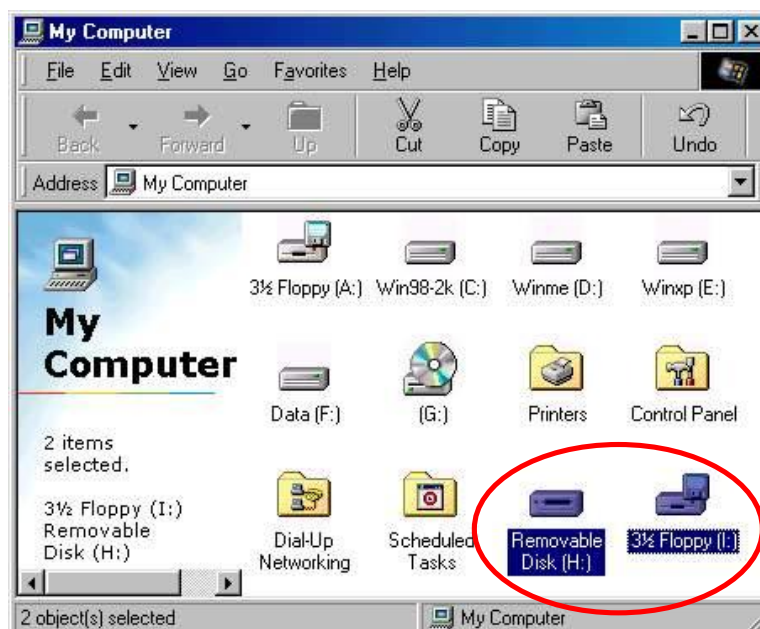 My Computer
File Edit View Go Favorites Help
Back Forward Up Cut Copy Paste Undo
Address My Computer
3½ Floppy (A:) Win98-2k (C:) Winme (D:) Winxp (E:)
My
Computer
Data (F:) (G:) Printers Control Panel
2 items
selected.
3½ Floppy (I:)
Removable
Disk (H:)
Dial-Up
Networking
Scheduled
Tasks
Removable
Disk (H:)
3½ Floppy (I:)
2 object(s) selected My Computer